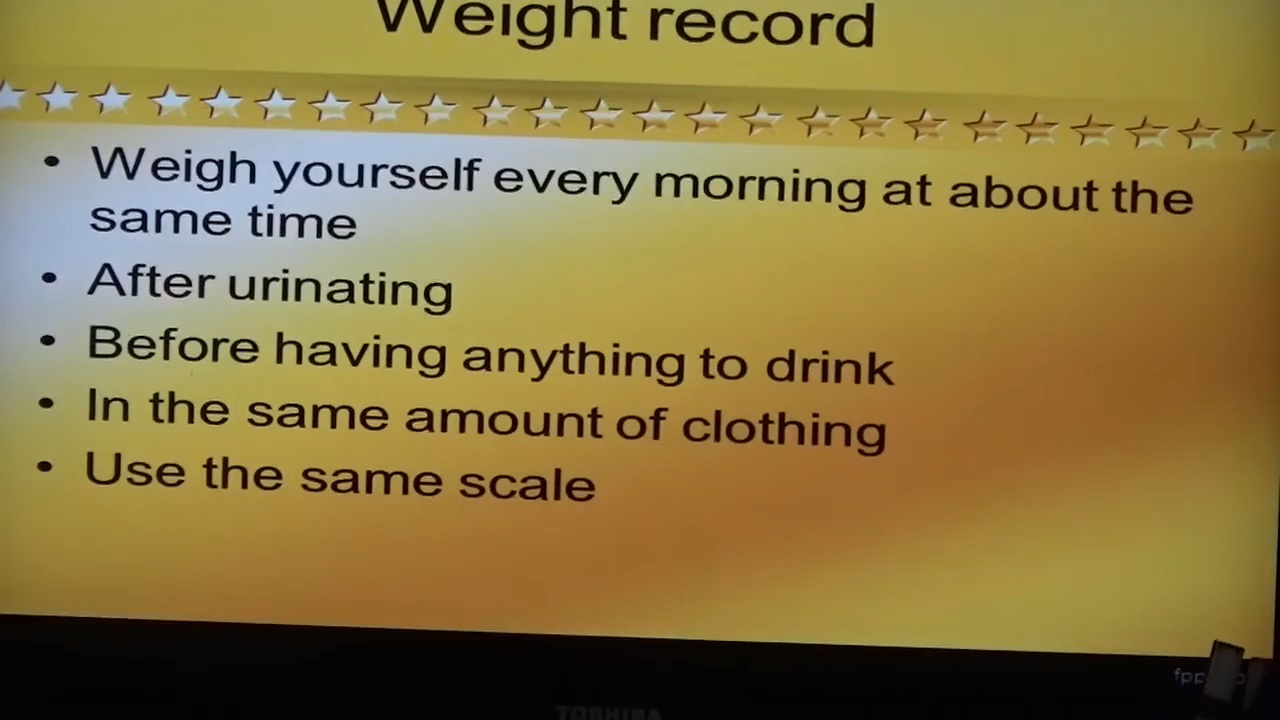 Weight record
• Weigh yourself every morning at about the
same time
• After urinating
• Before having anything to drink
• In the same amount of clothing
• Use the same scale
TOSHIBA